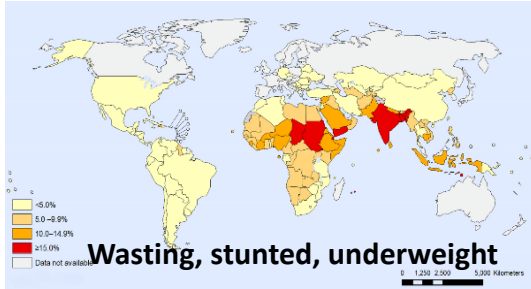 <5.0%
5.0 –9.9%
10.0–14.9%
≥15.0%
Data not available
Wasting, stunted, underweight
0 1,250 2,500 5,000 Kilometers